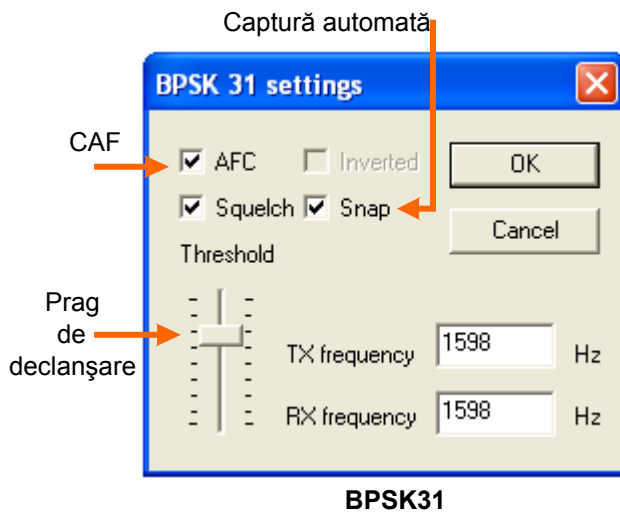 Captură automată
BPSK 31 settings
CAF
AFC
Inverted
OK
Squelch
Snap
Cancel
Threshold
Prag
de
declanşare
TX frequency 1598 Hz
RX frequency 1598 Hz
BPSK31